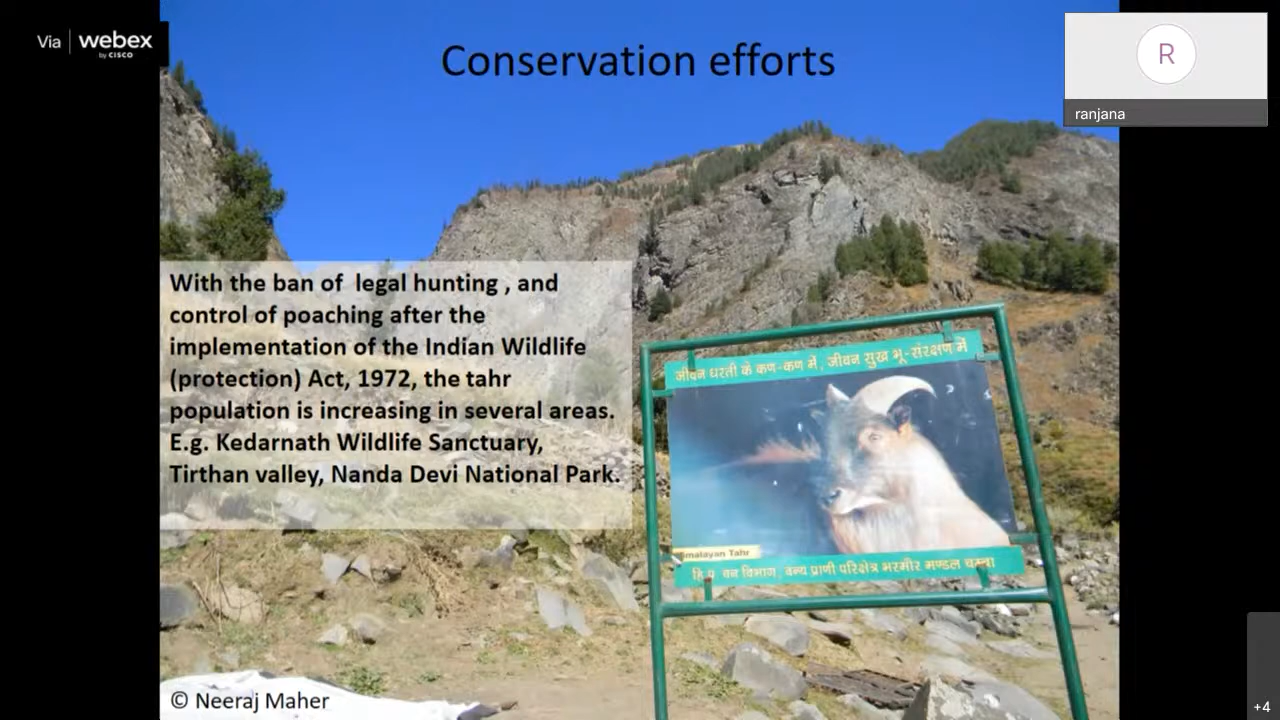 Via webex
by CISCO
Conservation efforts
R
ranjana
With the ban of legal hunting , and
control of poaching after the
implementation of the Indian Wildlife
(protection) Act, 1972, the tahr
population is increasing in several areas.
E.g. Kedarnath Wildlife Sanctuary,
Tirthan valley, Nanda Devi National Park.
जीवन धरती के कण-कण में, जीवन सुख भू-संरक्षण में
Tahr
वन विभाग, वन्य प्राणी परिक्षेत्र भरमौर मण्डल चम्बा
© Neeraj Maher
+4